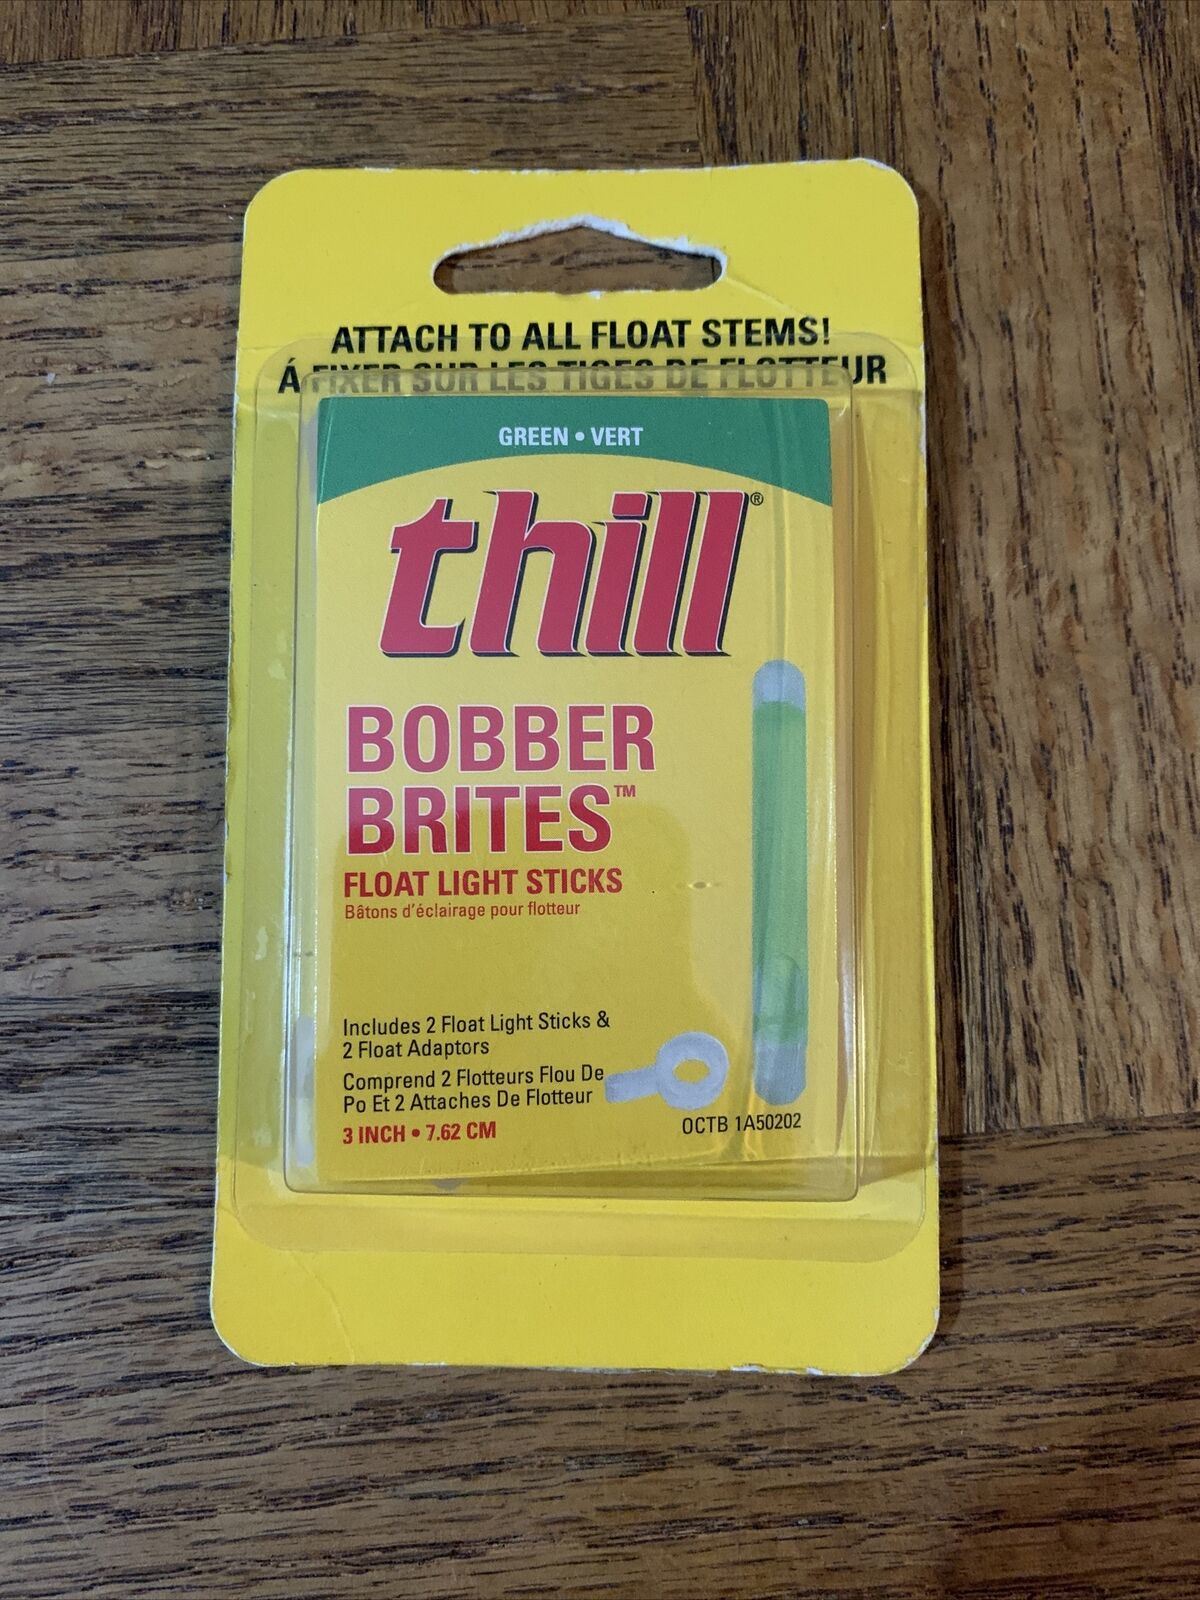 ATTACH TO ALL FLOAT STEMS!
Á FIXER SUR LES TIGES DE FLOTTEUR
GREEN • VERT
thill®
BOBBER
BRITES™
FLOAT LIGHT STICKS
Bâtons d'éclairage pour flotteur
Includes 2 Float Light Sticks &
2 Float Adaptors
Comprend 2 Flotteurs Flou De
Po Et 2 Attaches De Flotteur
3 INCH • 7.62 CM
OCTB 1A50202